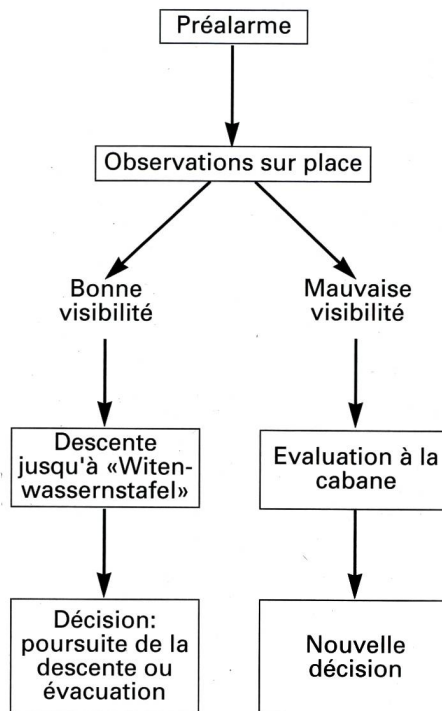 Préalarme
Observations sur place
Bonne
visibilité
Mauvaise
visibilité
Descente
jusqu'à «Witen-
wassernstafel»
Evaluation à la
cabane
Décision:
poursuite de la
descente ou
évacuation
Nouvelle
décision